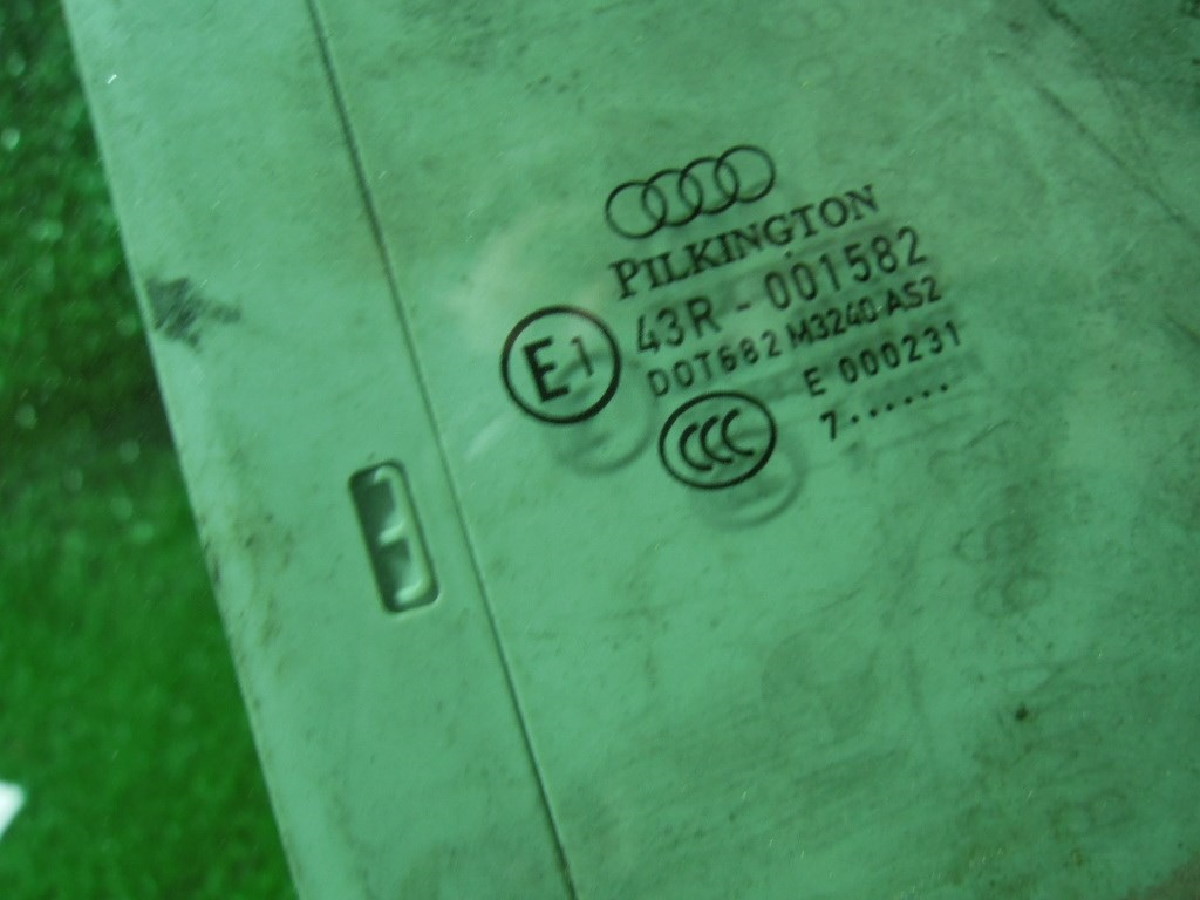 PILKINGTON
43R - 001582
E1
DOT682 M3240 AS2
CCC
E 000231
7.......